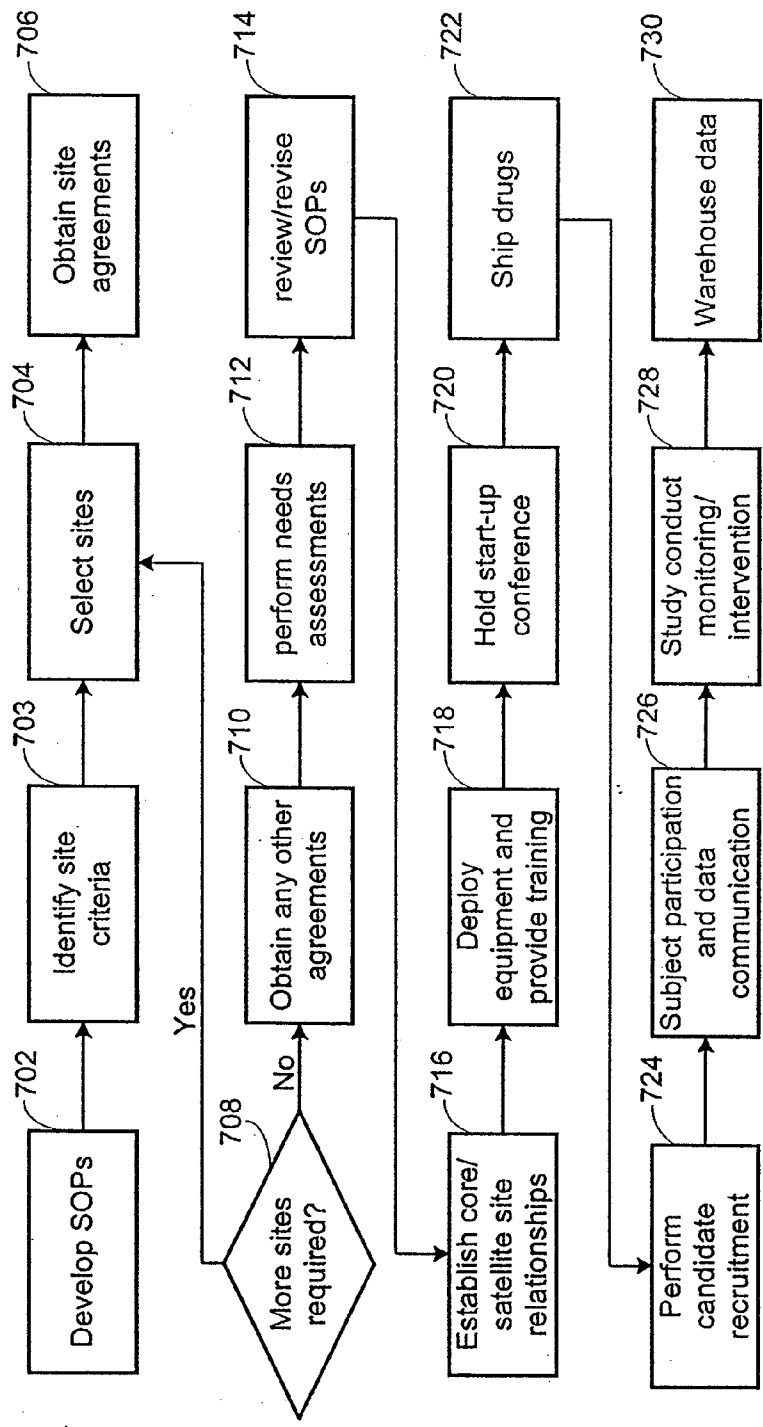 702
Develop SOPs
703
Identify site
criteria
704
Select sites
706
Obtain site
agreements
708
More sites
required?
Yes
No
710
Obtain any other
agreements
712
perform needs
assessments
714
review/revise
SOPs
716
Establish core/
satellite site
relationships
718
Deploy
equipment and
provide training
720
Hold start-up
conference
722
Ship drugs
724
Perform
candidate
recruitment
726
Subject participation
and data
communication
728
Study conduct
monitoring/
intervention
730
Warehouse data